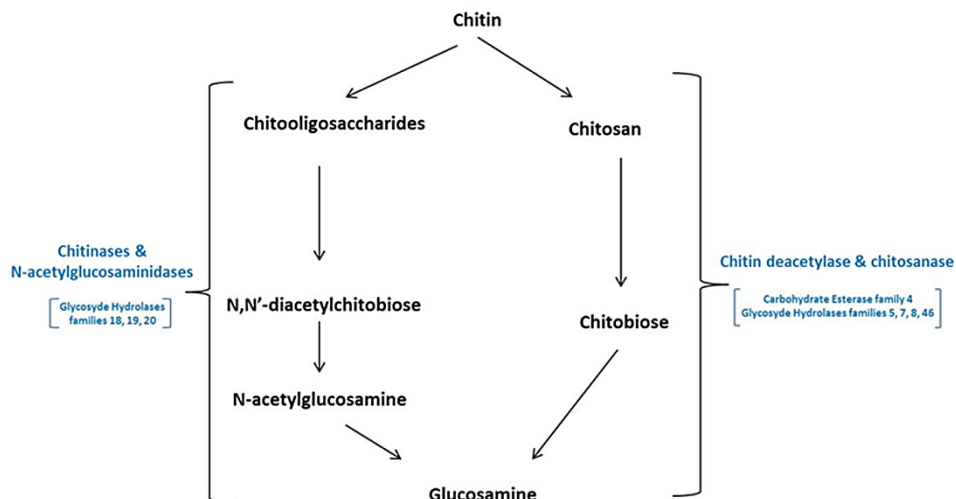 Chitin
Chitooligosaccharides
Chitosan
Chitinases &
N-acetylglucosaminidases
Glycosyde Hydrolases
families 18, 19, 20
Chitin deacetylase & chitosanase
Carbohydrate Esterase family 4
Glycosyde Hydrolases families 5, 7, 8, 46
N,N’-diacetylchitobiose
Chitobiose
N-acetylglucosamine
Glucosamine